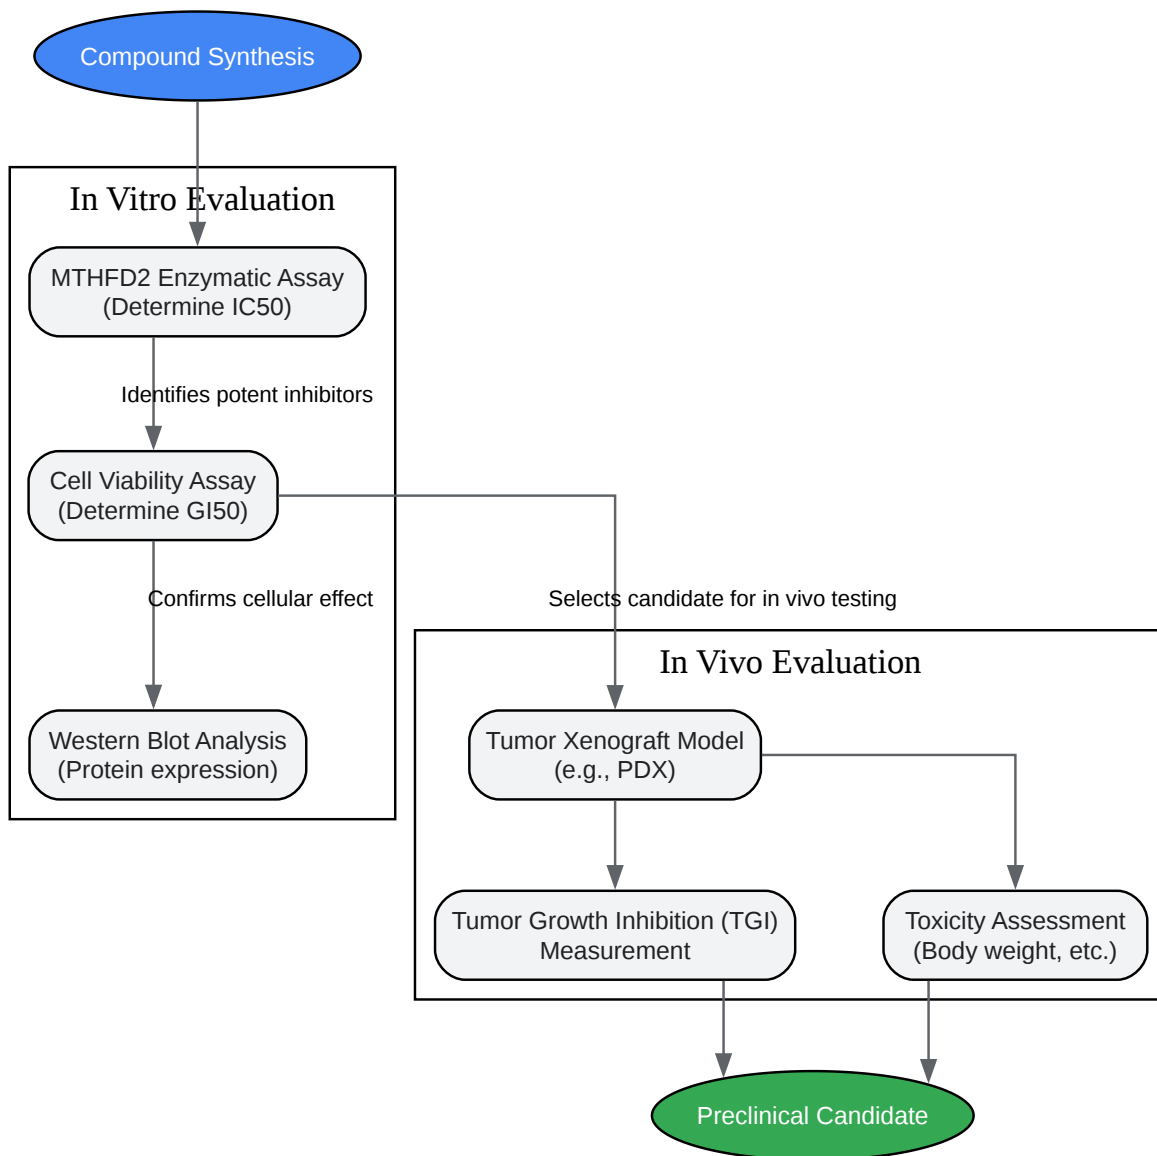 Compound Synthesis
In Vitro Evaluation
MTHFD2 Enzymatic Assay
(Determine IC50)
Identifies potent inhibitors
Cell Viability Assay
(Determine GI50)
Confirms cellular effect
Western Blot Analysis
(Protein expression)
Selects candidate for in vivo testing
In Vivo Evaluation
Tumor Xenograft Model
(e.g., PDX)
Tumor Growth Inhibition (TGI)
Measurement
Toxicity Assessment
(Body weight, etc.)
Preclinical Candidate